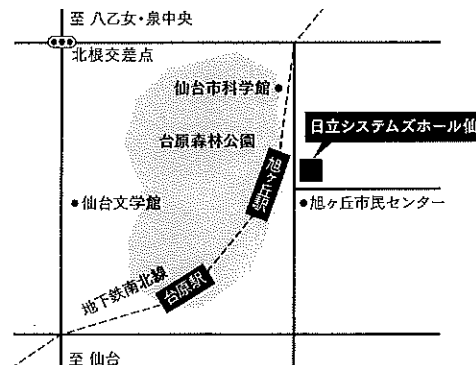 至 八乙女・泉中央
北根交差点
仙台市科学館
日立システムズホール仙
台原森林公園
旭ヶ丘駅
仙台文学館
旭ヶ丘市民センター
地下鉄南北線
台原駅
至 仙台